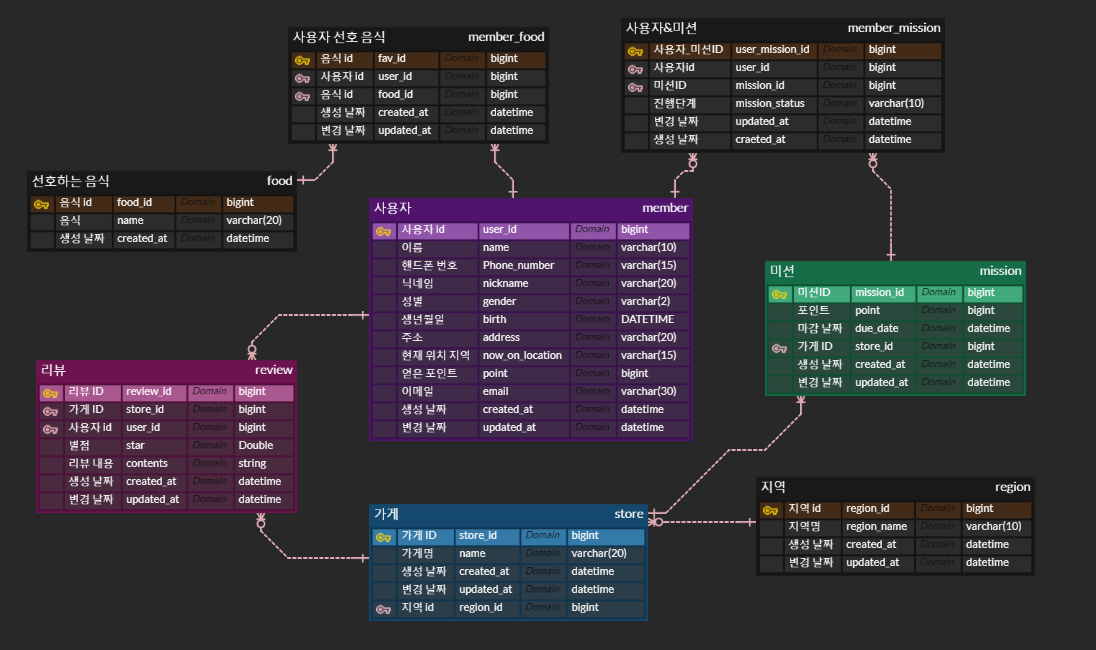 사용자 선호 음식 member_food
음식 id fav_id Domain bigint
사용자 id user_id Domain bigint
음식 id food_id Domain bigint
생성 날짜 created_at Domain datetime
변경 날짜 updated_at Domain datetime
사용자&미션 member_mission
사용자_미션ID user_mission_id Domain bigint
사용자id user_id Domain bigint
미션ID mission_id Domain bigint
진행단계 mission_status Domain varchar(10)
변경 날짜 updated_at Domain datetime
생성 날짜 craeted_at Domain datetime
선호하는 음식 food
음식 id food_id Domain bigint
음식 name Domain varchar(20)
생성 날짜 created_at Domain datetime
사용자 member
사용자 id user_id Domain bigint
이름 name Domain varchar(10)
핸드폰 번호 Phone_number Domain varchar(15)
닉네임 nickname Domain varchar(20)
성별 gender Domain varchar(2)
생년월일 birth Domain DATETIME
주소 address Domain varchar(20)
현재 위치 지역 now_on_location Domain varchar(15)
얻은 포인트 point Domain bigint
이메일 email Domain varchar(30)
생성 날짜 created_at Domain datetime
변경 날짜 updated_at Domain datetime
미션 mission
미션ID mission_id Domain bigint
포인트 point Domain bigint
마감 날짜 due_date Domain datetime
가게 ID store_id Domain bigint
생성 날짜 created_at Domain datetime
변경 날짜 updated_at Domain datetime
리뷰 review
리뷰 ID review_id Domain bigint
가게 ID store_id Domain bigint
사용자 ID user_id Domain bigint
별점 star Domain Double
리뷰 내용 contents Domain string
생성 날짜 created_at Domain datetime
변경 날짜 updated_at Domain datetime
가게 store
가게 ID store_id Domain bigint
가게명 name Domain varchar(20)
생성 날짜 created_at Domain datetime
변경 날짜 updated_at Domain datetime
지역 id region_id Domain bigint
지역 region
지역 id region_id Domain bigint
지역명 region_name Domain varchar(10)
생성 날짜 created_at Domain datetime
변경 날짜 updated_at Domain datetime